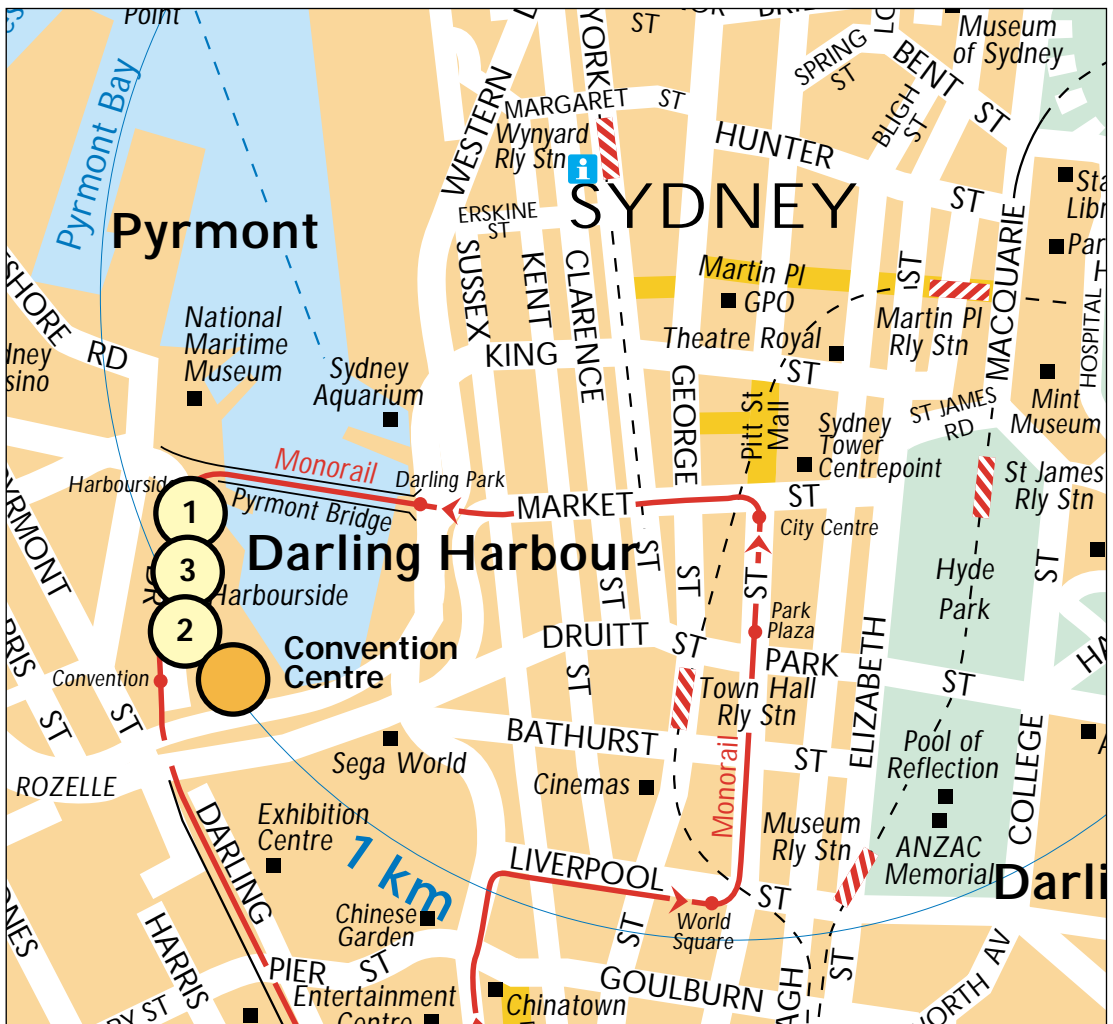 Point
YORK
ST
Museum
of Sydney
SPRING
ST
BENT
ST
BLIGH
ST
Pyrmont Bay
WESTERN
MARGARET ST
Wynyard
Rly Stn
i
HUNTER
ST
SYDNEY
ERSKINE
ST
Pyrmont
SUSSEX
KENT
CLARENCE
Martin Pl
GPO
Theatre Royal
ST
Martin Pl
Rly Stn
MACQUARIE
HOSPITAL
RD
National
Maritime
Museum
Sydney
Aquarium
KING
ST
GEORGE
Pitt St
Mall
Sydney
Tower
Centrepoint
ST JAMES
RD
Mint
Museum
St James
Rly Stn
Monorail
Darling Park
Harbourside
Pyrmont Bridge
MARKET
ST
City Centre
1
Darling Harbour
ST
ST
ST
ST
Hyde
Park
ST
3
DR
Harbourside
2
DRUITT
ST
Park
Plaza
PARK
ST
ELIZABETH
Convention
Convention
Centre
ST
Town Hall
Rly Stn
ST
ST
BATHURST
ST
Monorail
COLLEGE
Pool of
Reflection
ROZELLE
Sega World
Cinemas
Exhibition
Centre
DARLING
1 km
LIVERPOOL
ST
Museum
Rly Stn
ANZAC
Memorial
Darli
Chinese
Garden
World
Square
ST
HARRIS
PIER ST
GOULBURN
ST
Entertainment
Centre
Chinatown